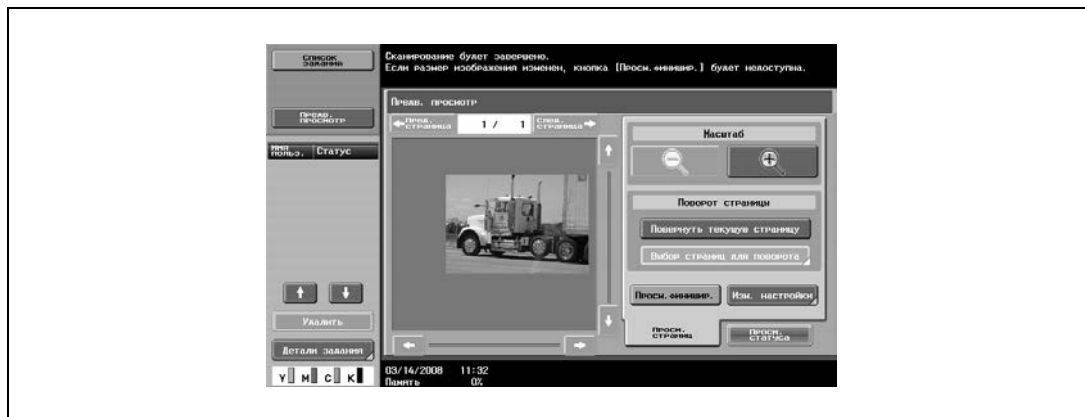 Список
задания
Сканирование будет завершено.
Если размер изображения изменен, кнопка [Просм.финишир.] будет недоступна.
Предв.
просмотр
Предв. просмотр
Пред.
страница
1 / 1
След.
страница
Имя
польз.
Статус
Масштаб
Поворот страницы
Повернуть текущую страницу
Выбор страниц для поворота
Просм.финишир.
Изм. настройки
Удалить
Просм.
страниц
Просм.
статуса
Детали задания
Y M C K
03/14/2008 11:32
Память 0%